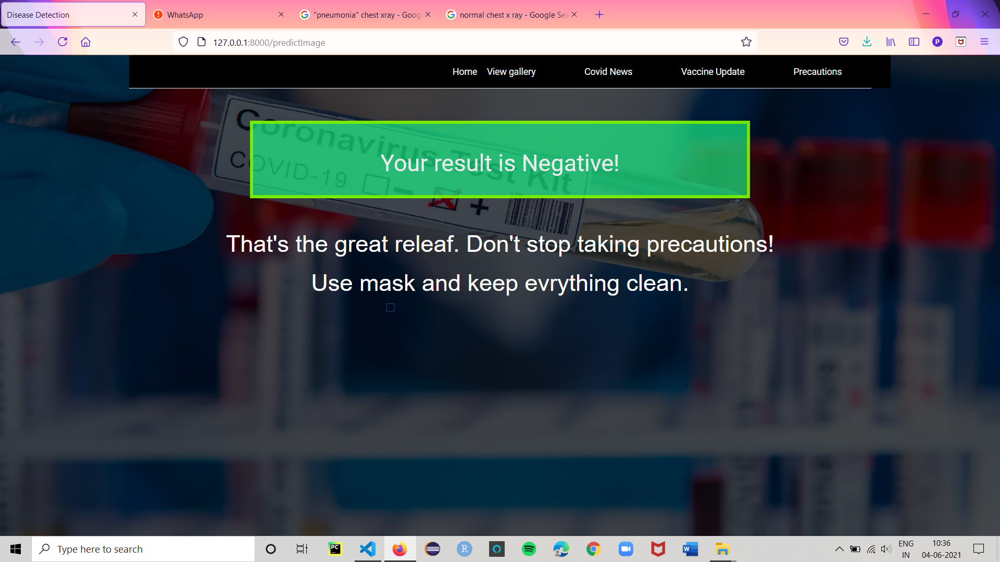 Disease Detection
WhatsApp
"pneumonia" chest xray - Goog
normal chest x ray - Google Sea
127.0.0.1:8000/predictImage
P
Home View gallery Covid News Vaccine Update Precautions
Coronavirus Test Kit
COVID-19
Your result is Negative!
That's the great releaf. Don't stop taking precautions!
Use mask and keep evrything clean.
Type here to search
PC
R
W
ENG
IN
10:36
04-06-2021